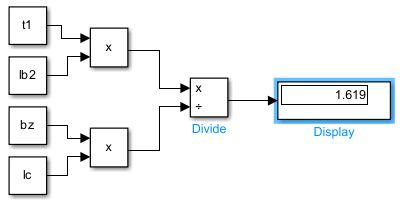 t1
x
lb2
x
÷
Divide
1.619
Display
bz
x
lc